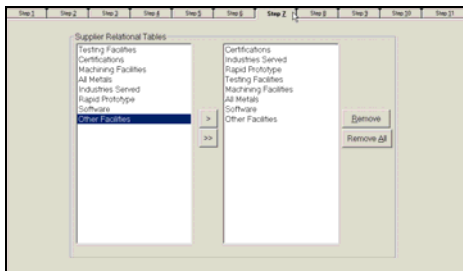 Step 1 Step 2 Step 3 Step 4 Step 5 Step 6 Step 7 Step 8 Step 9 Step 10 Step 11
Supplier Relational Tables
Testing Facilities
Certifications
Machining Facilities
All Metals
Industries Served
Rapid Prototype
Software
Other Facilities
>
>>
Certifications
Industries Served
Rapid Prototype
Testing Facilities
Machining Facilities
All Metals
Software
Other Facilities
Remove
Remove All